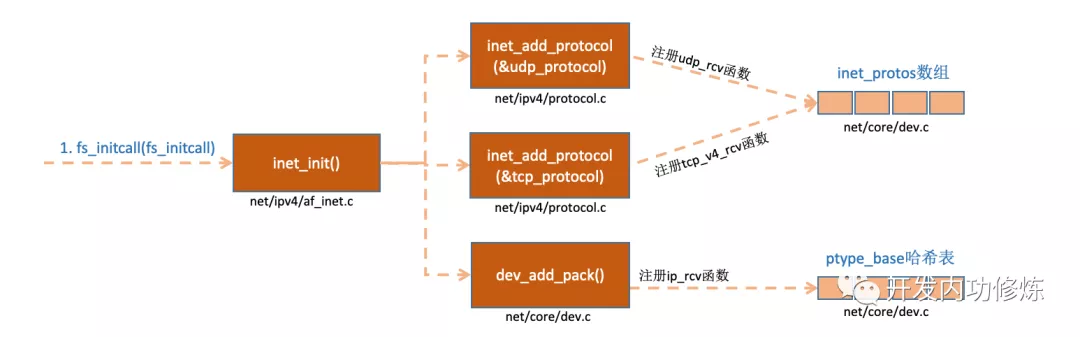 1. fs_initcall(fs_initcall)
inet_init()
net/ipv4/af_inet.c
inet_add_protocol
(&udp_protocol)
net/ipv4/protocol.c
注册udp_rcv函数
inet_protos数组
net/core/dev.c
inet_add_protocol
(&tcp_protocol)
net/ipv4/protocol.c
注册tcp_v4_rcv函数
dev_add_pack()
net/core/dev.c
注册ip_rcv函数
ptype_base哈希表
开发内功修炼
net/core/dev.c